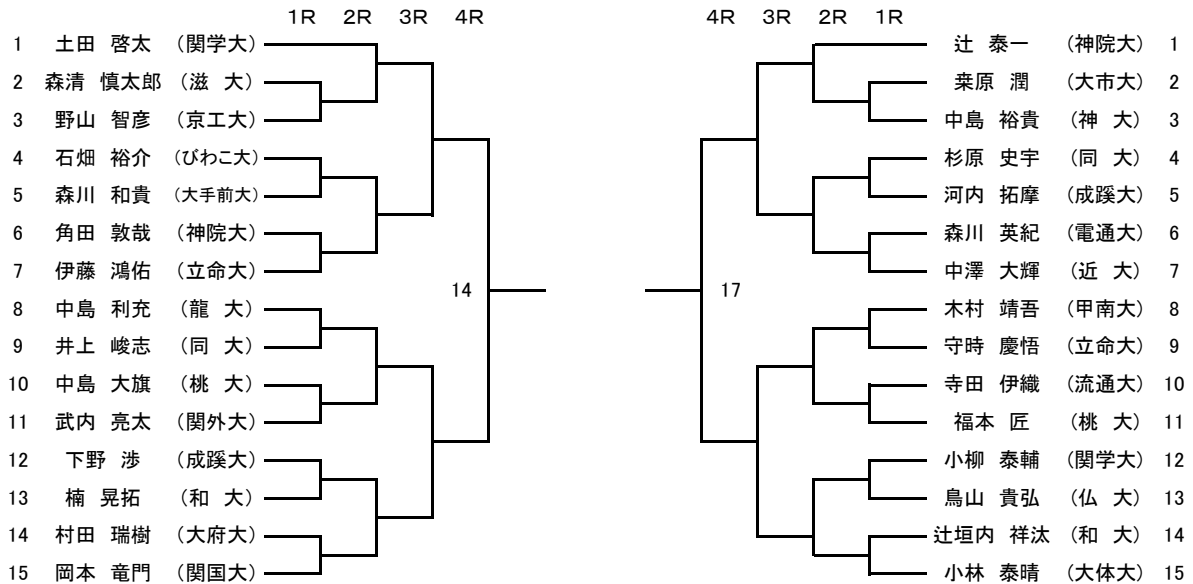 1R 2R 3R 4R
1 土田 啓太 (関学大)
2 森清 慎太郎 (滋 大)
3 野山 智彦 (京工大)
4 石畑 裕介 (びわこ大)
5 森川 和貴 (大手前大)
6 角田 敦哉 (神院大)
7 伊藤 鴻佑 (立命大)
8 中島 利充 (龍 大)
9 井上 峻志 (同 大)
10 中島 大旗 (桃 大)
11 武内 亮太 (関外大)
12 下野 渉 (成蹊大)
13 楠 晃拓 (和 大)
14 村田 瑞樹 (大府大)
15 岡本 竜門 (関国大)
14
4R 3R 2R 1R
辻 泰一 (神院大) 1
桒原 潤 (大市大) 2
中島 裕貴 (神 大) 3
杉原 史宇 (同 大) 4
河内 拓摩 (成蹊大) 5
森川 英紀 (電通大) 6
中澤 大輝 (近 大) 7
木村 靖吾 (甲南大) 8
守時 慶悟 (立命大) 9
寺田 伊織 (流通大) 10
福本 匠 (桃 大) 11
小柳 泰輔 (関学大) 12
鳥山 貴弘 (仏 大) 13
辻垣内 祥汰 (和 大) 14
小林 泰晴 (大体大) 15
17